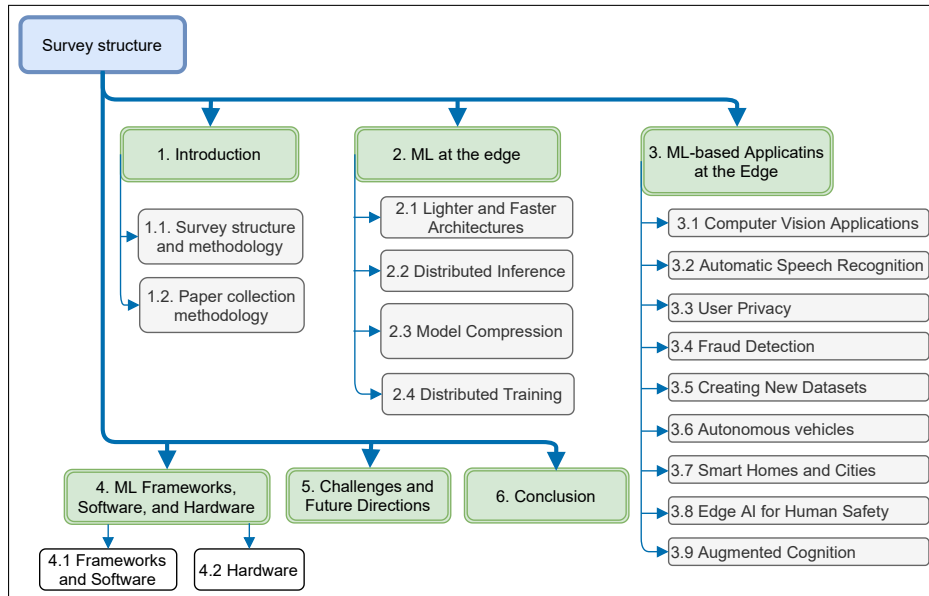 Survey structure
1. Introduction
1.1. Survey structure
and methodology
1.2. Paper collection
methodology
2. ML at the edge
2.1 Lighter and Faster
Architectures
2.2 Distributed Inference
2.3 Model Compression
2.4 Distributed Training
3. ML-based Applicatins
at the Edge
3.1 Computer Vision Applications
3.2 Automatic Speech Recognition
3.3 User Privacy
3.4 Fraud Detection
3.5 Creating New Datasets
3.6 Autonomous vehicles
3.7 Smart Homes and Cities
3.8 Edge AI for Human Safety
3.9 Augmented Cognition
4. ML Frameworks,
Software, and Hardware
4.1 Frameworks
and Software
4.2 Hardware
5. Challenges and
Future Directions
6. Conclusion